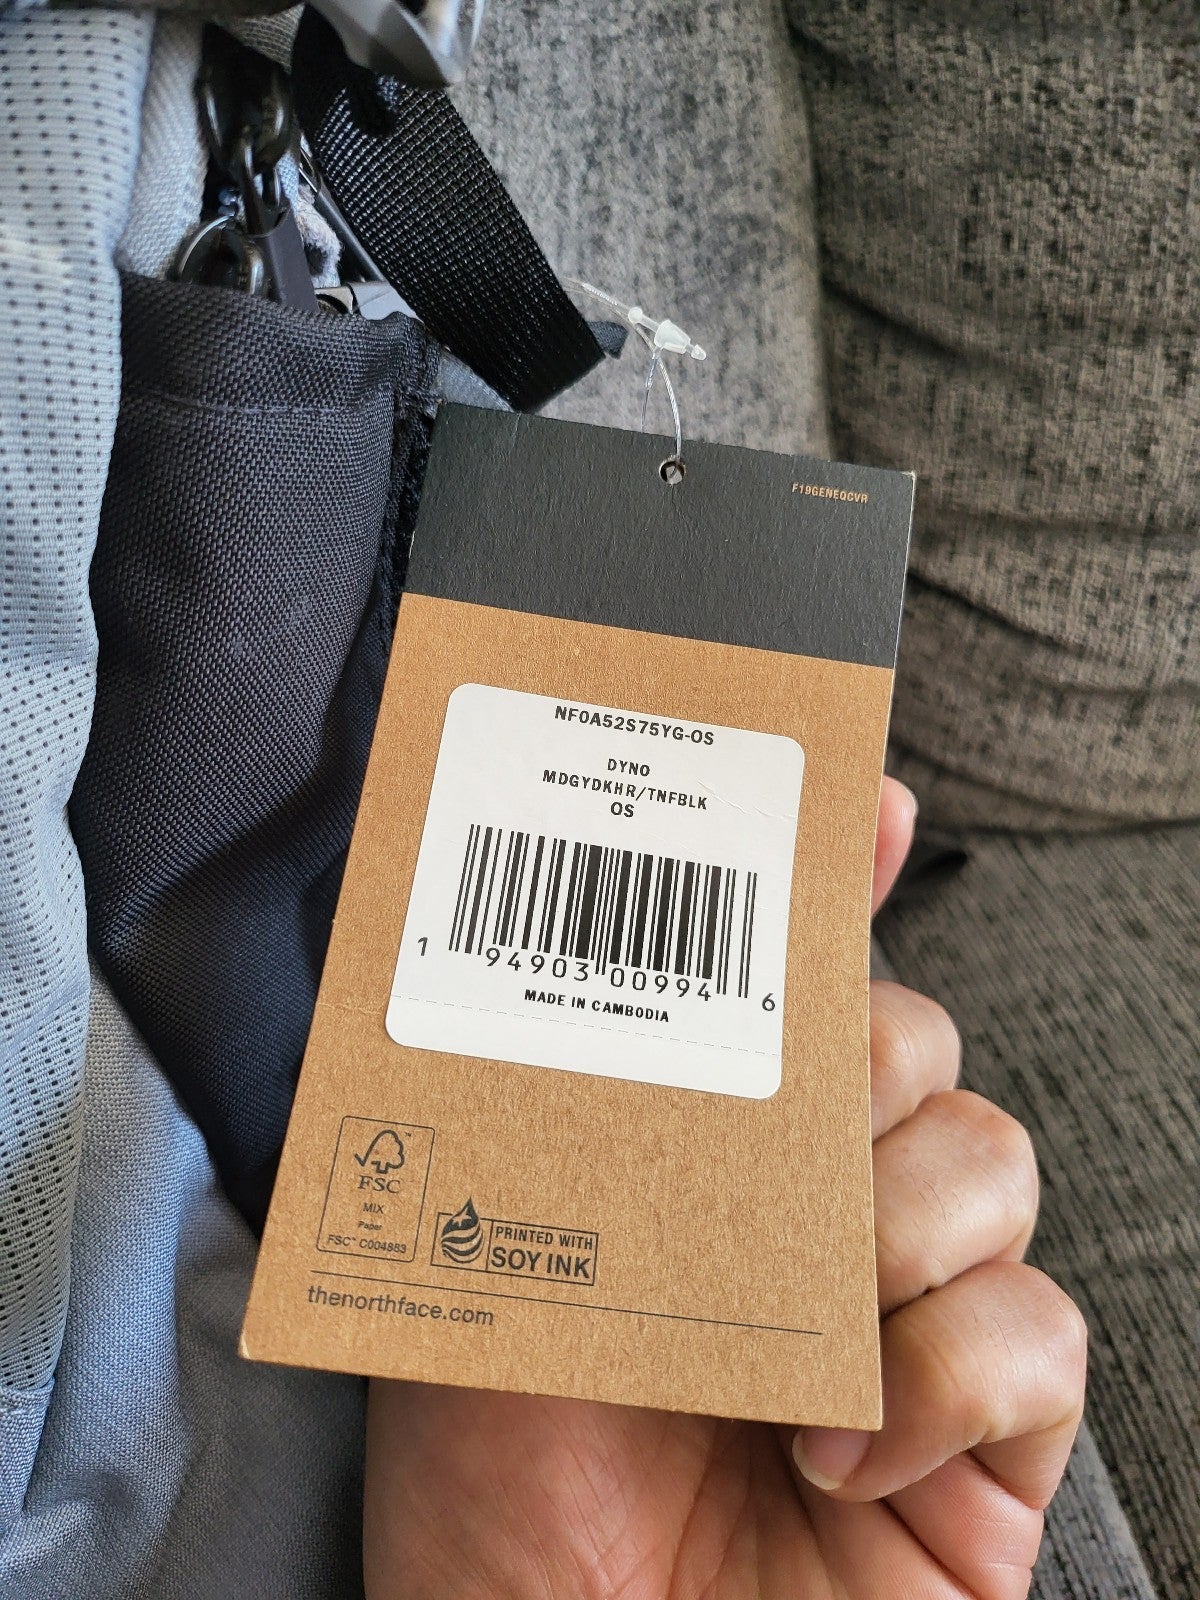 F19GENEQCVR
NF0A52S75YG-OS
DYNO
MDGYDKHR/TNFBLK
OS
1 94903 00994 6
MADE IN CAMBODIA
FSC
MIX
Paper
FSC™ C004883
PRINTED WITH
SOY INK
thenorthface.com